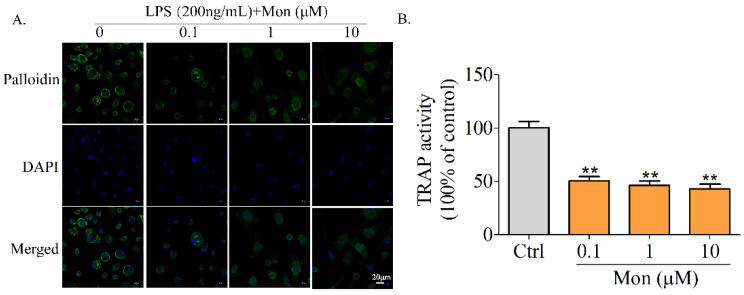 A.
LPS (200ng/mL)+Mon (μM)
0 0.1 1 10
Palloidin
DAPI
Merged
20μm
B.
TRAP activity
(100% of control)
150
100
50
0
** ** **
Ctrl 0.1 1 10
Mon (μM)